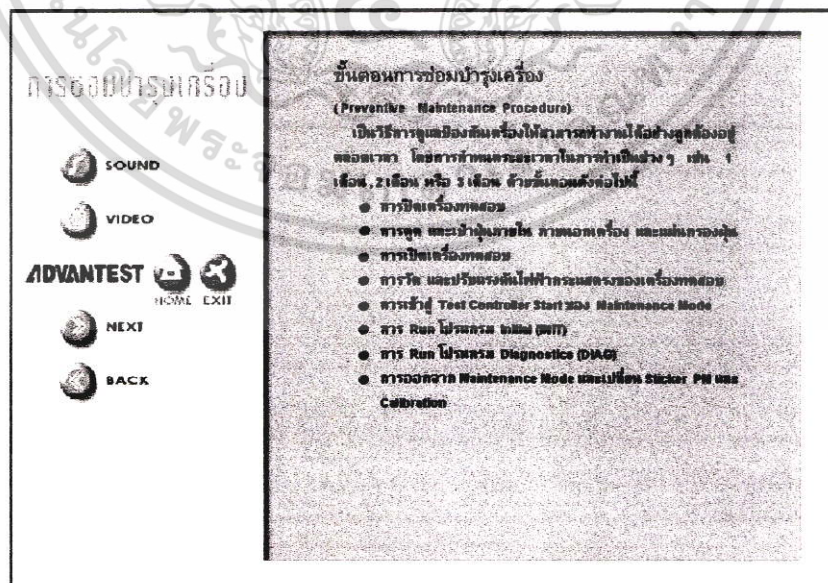 การซ่อมบำรุงเครื่อง
SOUND
VIDEO
ADVANTEST
HOME EXIT
NEXT
BACK
ขั้นตอนการซ่อมบำรุงเครื่อง
(Preventive Maintenance Procedure)
เป็นวิธีการดูแลป้องกันเครื่องให้สามารถทำงานได้อย่างถูกต้องอยู่
ตลอดเวลา โดยการกำหนดระยะเวลาในการทำเป็นช่วง ๆ เช่น 1
เดือน ,2 เดือน หรือ 3 เดือน ด้วยขั้นตอนดังต่อไปนี้
● การปิดเครื่องทดสอบ
● การดูด และเป่าฝุ่นภายใน ภายนอกเครื่อง และแผ่นกรองฝุ่น
● การเปิดเครื่องทดสอบ
● การวัด และปรับแรงดันไฟฟ้ากระแสตรงของเครื่องทดสอบ
● การเข้าสู่ Test Controller Start ของ Maintenance Mode
● การ Run โปรแกรม Initial (INIT)
● การ Run โปรแกรม Diagnostics (DIAG)
● การออกจาก Maintenance Mode และเปลี่ยน Sticker PM และ
Calibration